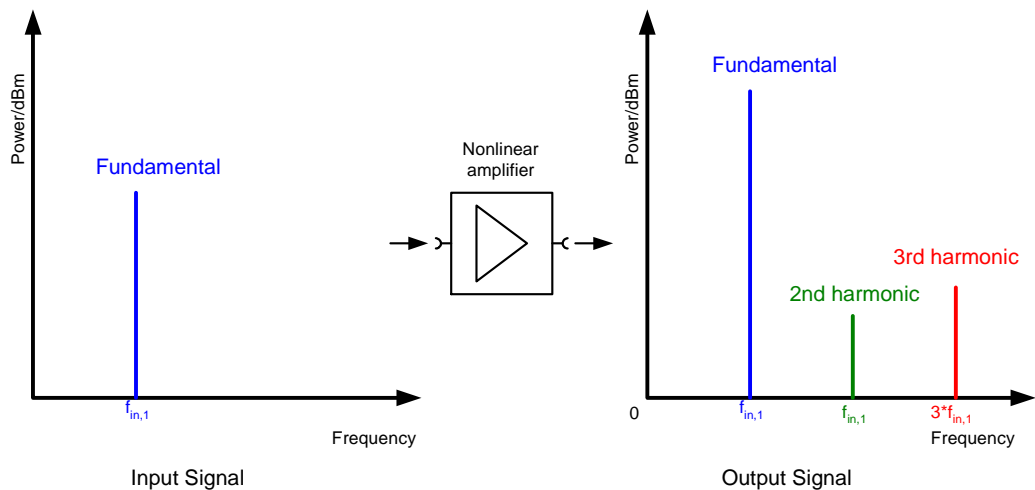 Power/dBm
Fundamental
f_in,1
Frequency
Input Signal
Nonlinear
amplifier
Power/dBm
Fundamental
2nd harmonic
3rd harmonic
0
f_in,1
f_in,1
3*f_in,1
Frequency
Output Signal